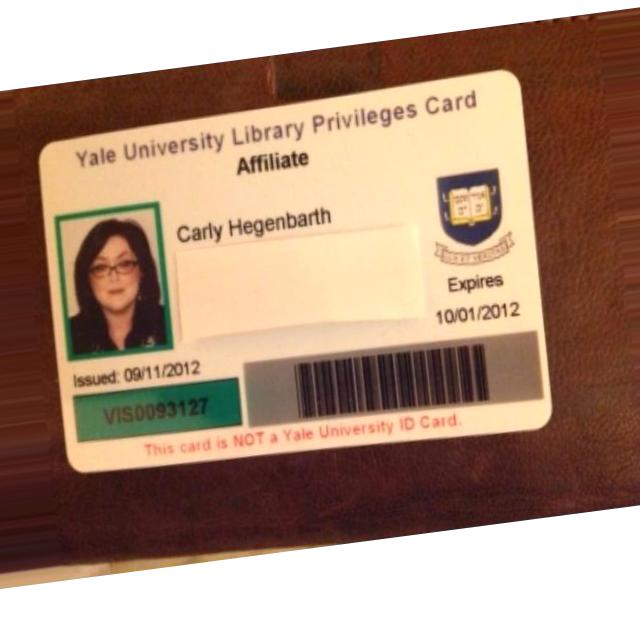 Yale University Library Privileges Card
Affiliate
Carly Hegenbarth
Expires
10/01/2012
Issued: 09/11/2012
VIS0093127
This card is NOT a Yale University ID Card.